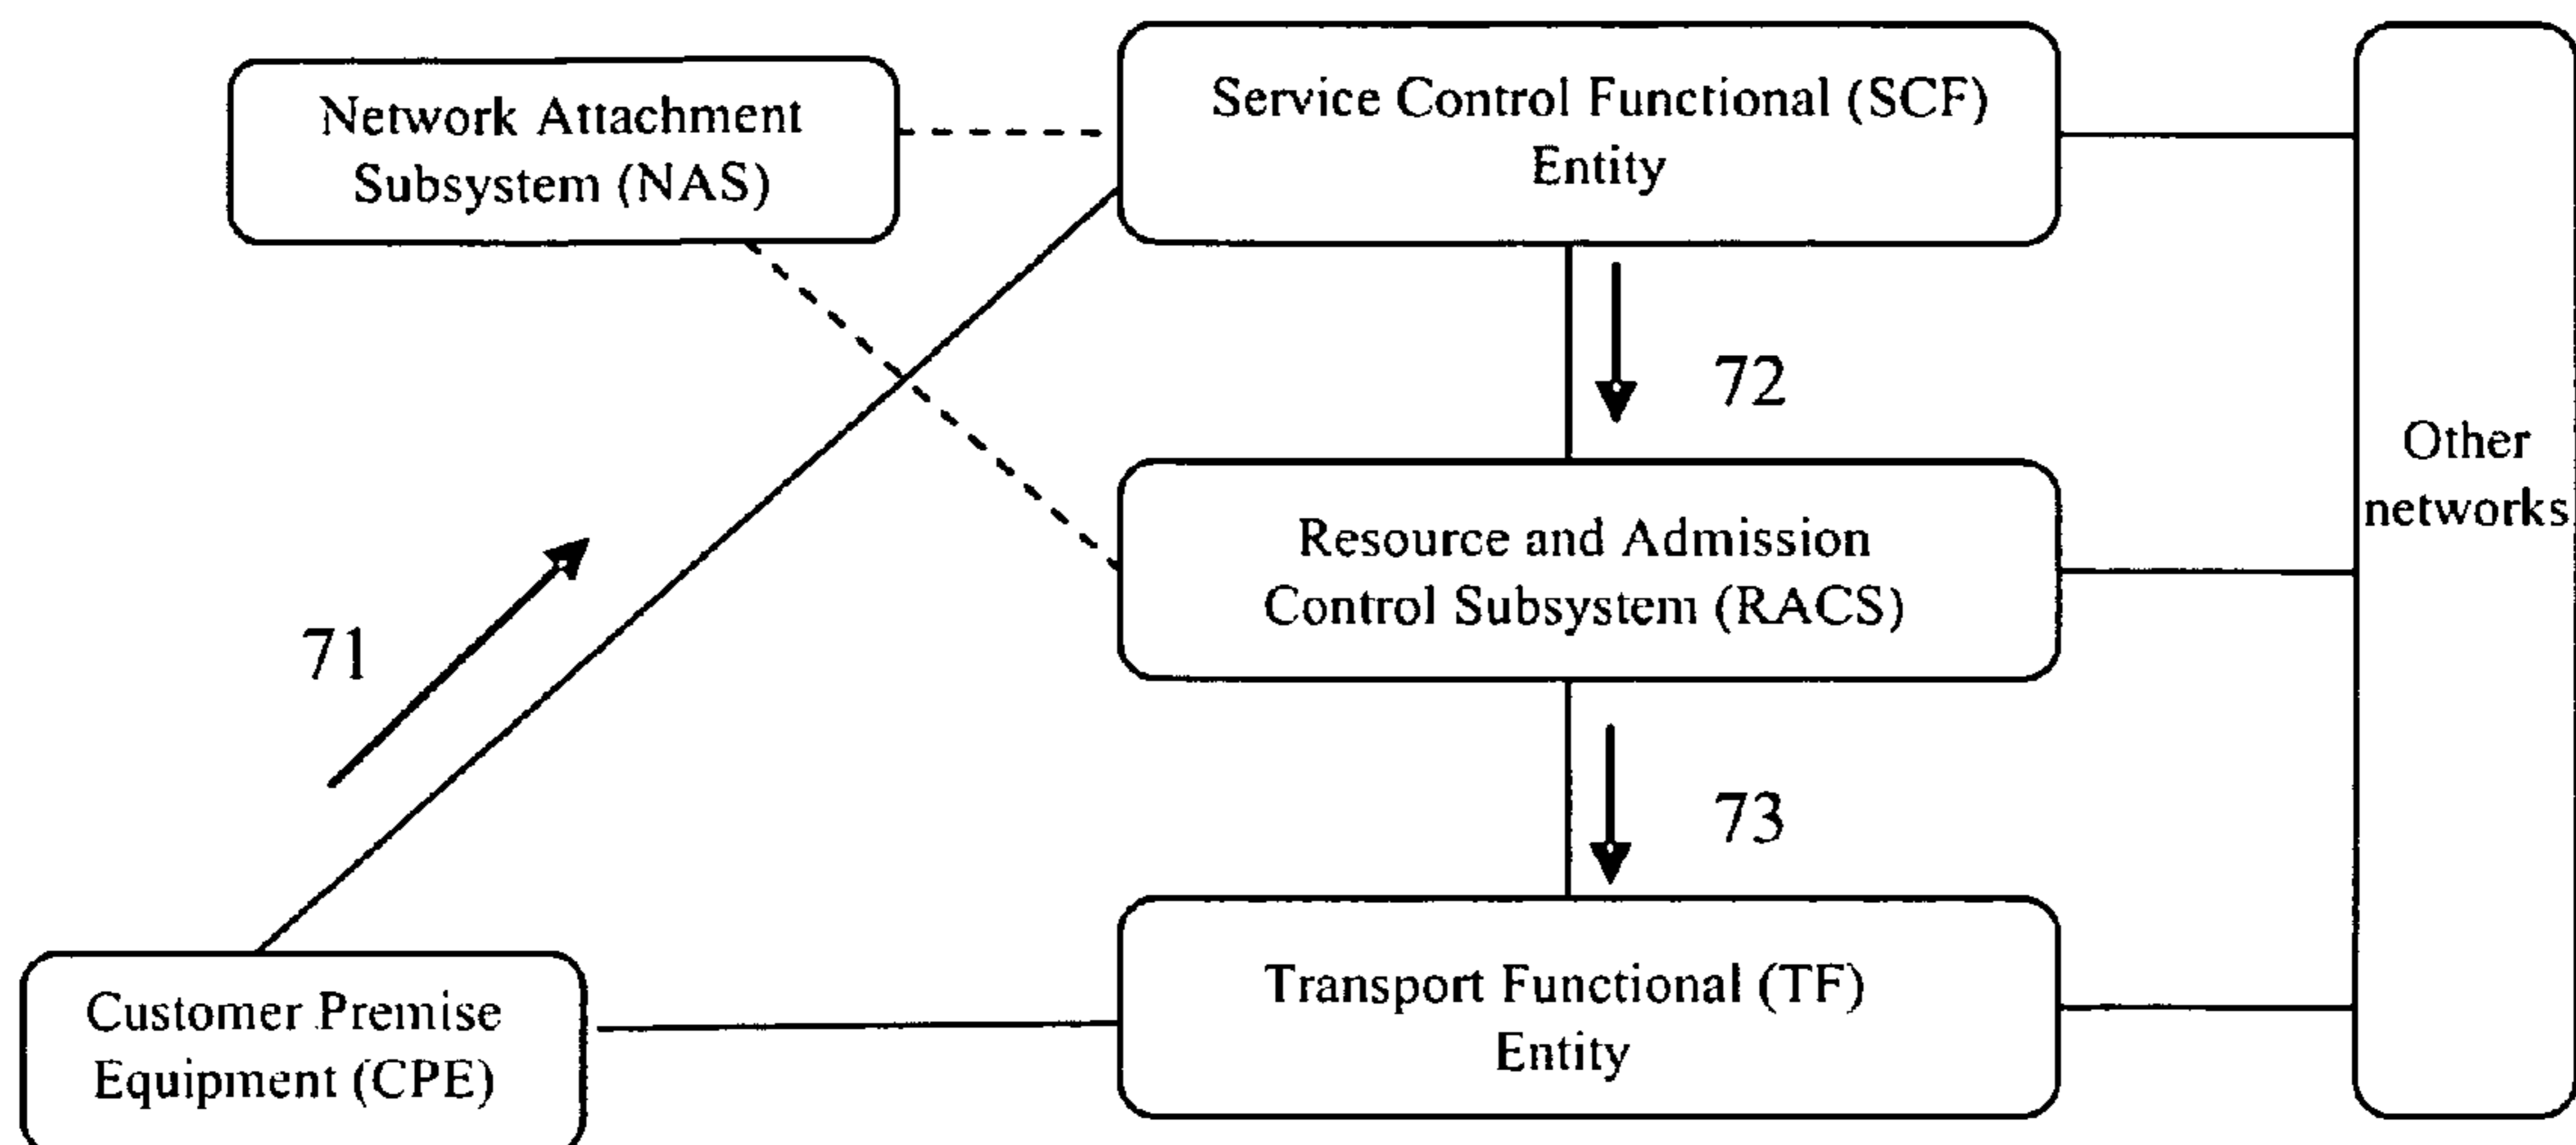 Network Attachment
Subsystem (NAS)
Service Control Functional (SCF)
Entity
72
Other
networks
Resource and Admission
Control Subsystem (RACS)
71
73
Customer Premise
Equipment (CPE)
Transport Functional (TF)
Entity